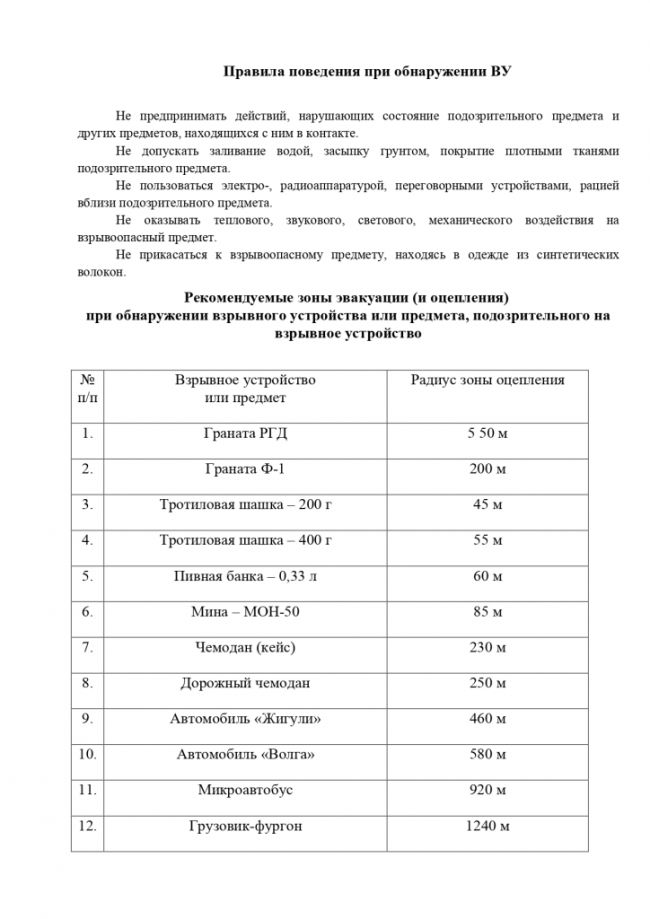 Правила поведения при обнаружении ВУ
Не предпринимать действий, нарушающих состояние подозрительного предмета и
других предметов, находящихся с ним в контакте.
Не допускать заливание водой, засыпку грунтом, покрытие плотными тканями
подозрительного предмета.
Не пользоваться электро-, радиоаппаратурой, переговорными устройствами, рацией
вблизи подозрительного предмета.
Не оказывать теплового, звукового, светового, механического воздействия на
взрывоопасный предмет.
Не прикасаться к взрывоопасному предмету, находясь в одежде из синтетических
волокон.
Рекомендуемые зоны эвакуации (и оцепления)
при обнаружении взрывного устройства или предмета, подозрительного на
взрывное устройство
№ Взрывное устройство Радиус зоны оцепления
п/п или предмет
1. Граната РГД 5 50 м
2. Граната Ф-1 200 м
3. Тротиловая шашка – 200 г 45 м
4. Тротиловая шашка – 400 г 55 м
5. Пивная банка – 0,33 л 60 м
6. Мина – МОН-50 85 м
7. Чемодан (кейс) 230 м
8. Дорожный чемодан 250 м
9. Автомобиль «Жигули» 460 м
10. Автомобиль «Волга» 580 м
11. Микроавтобус 920 м
12. Грузовик-фургон 1240 м